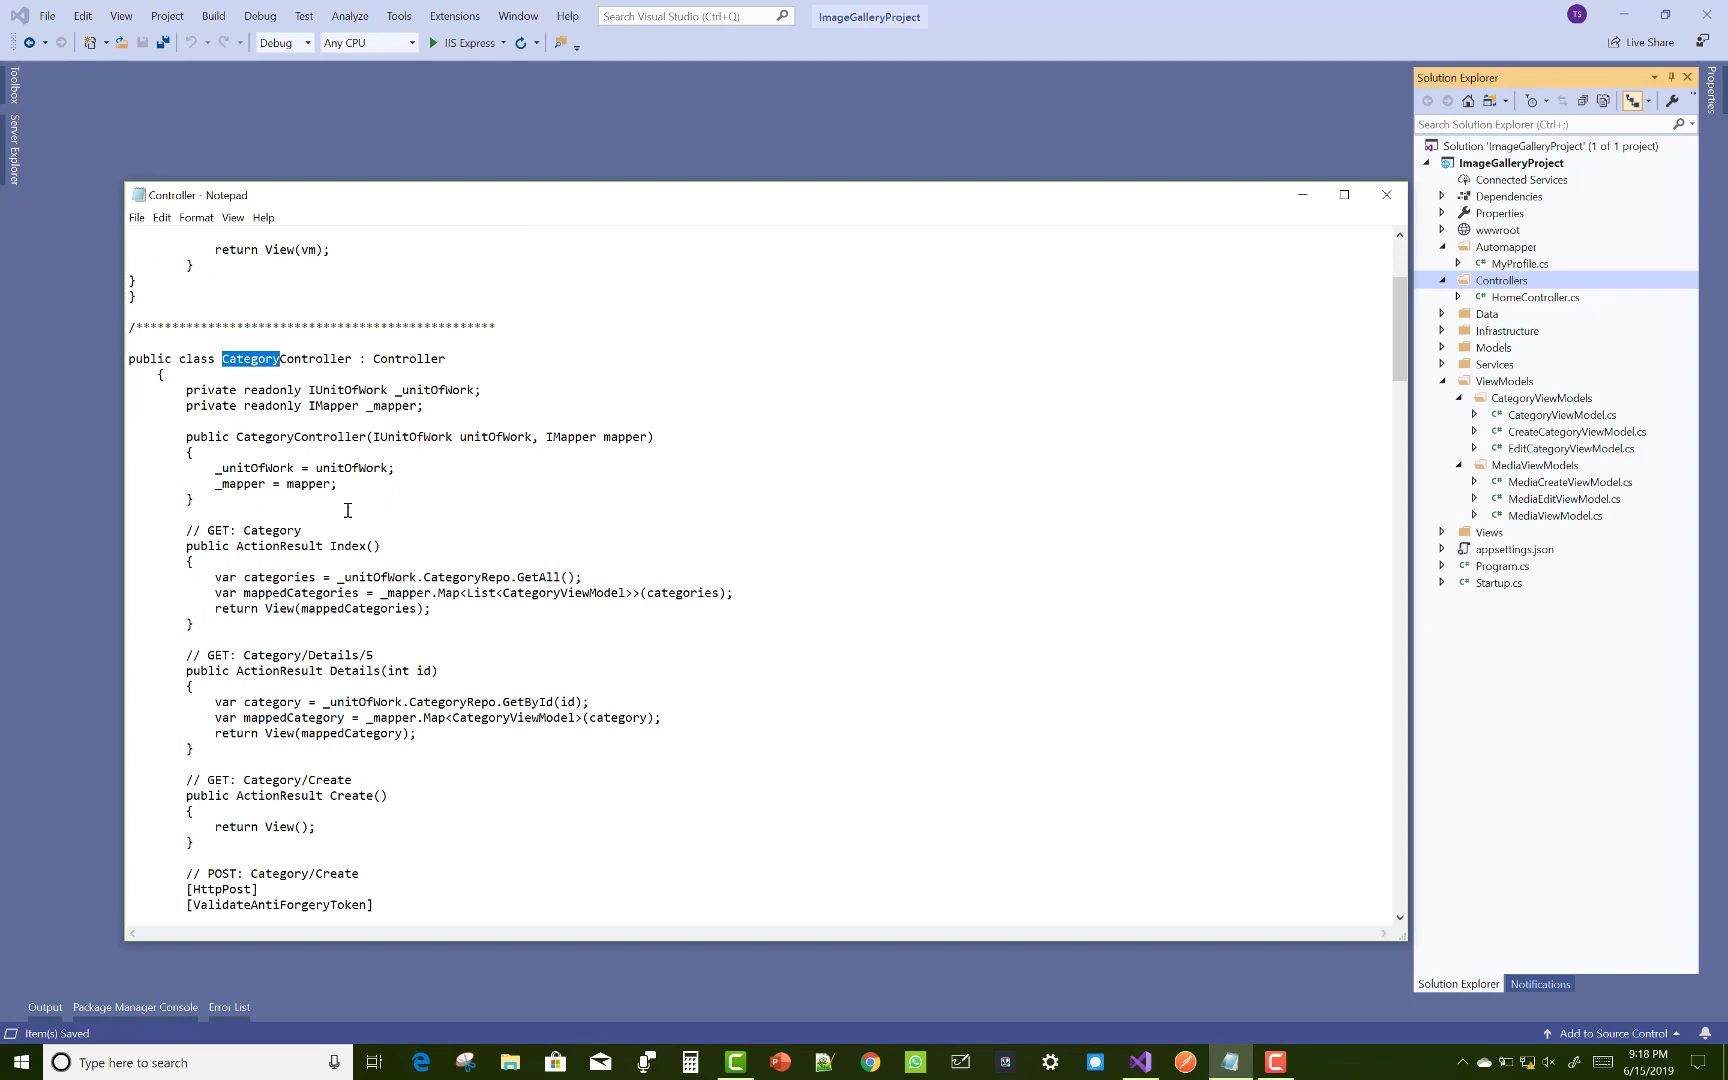 File Edit View Project Build Debug Test Analyze Tools Extensions Window Help Search Visual Studio (Ctrl+Q) ImageGalleryProject TS
Debug Any CPU IIS Express Live Share
Toolbox
Server Explorer
Controller - Notepad
File Edit Format View Help
return View(vm);
}
}
}
/**************************************************
public class CategoryController : Controller
{
private readonly IUnitOfWork _unitOfWork;
private readonly IMapper _mapper;
public CategoryController(IUnitOfWork unitOfWork, IMapper mapper)
{
_unitOfWork = unitOfWork;
_mapper = mapper;
}
// GET: Category
public ActionResult Index()
{
var categories = _unitOfWork.CategoryRepo.GetAll();
var mappedCategories = _mapper.Map<List<CategoryViewModel>>(categories);
return View(mappedCategories);
}
// GET: Category/Details/5
public ActionResult Details(int id)
{
var category = _unitOfWork.CategoryRepo.GetById(id);
var mappedCategory = _mapper.Map<CategoryViewModel>(category);
return View(mappedCategory);
}
// GET: Category/Create
public ActionResult Create()
{
return View();
}
// POST: Category/Create
[HttpPost]
[ValidateAntiForgeryToken]
Solution Explorer
Search Solution Explorer (Ctrl+;)
Solution 'ImageGalleryProject' (1 of 1 project)
ImageGalleryProject
Connected Services
Dependencies
Properties
wwwroot
Automapper
C# MyProfile.cs
Controllers
C# HomeController.cs
Data
Infrastructure
Models
Services
ViewModels
CategoryViewModels
C# CategoryViewModel.cs
C# CreateCategoryViewModel.cs
C# EditCategoryViewModel.cs
MediaViewModels
C# MediaCreateViewModel.cs
C# MediaEditViewModel.cs
C# MediaViewModel.cs
Views
appsettings.json
C# Program.cs
C# Startup.cs
Solution Explorer Notifications
Properties
Output Package Manager Console Error List
Item(s) Saved Add to Source Control
Type here to search
9:18 PM
6/15/2019